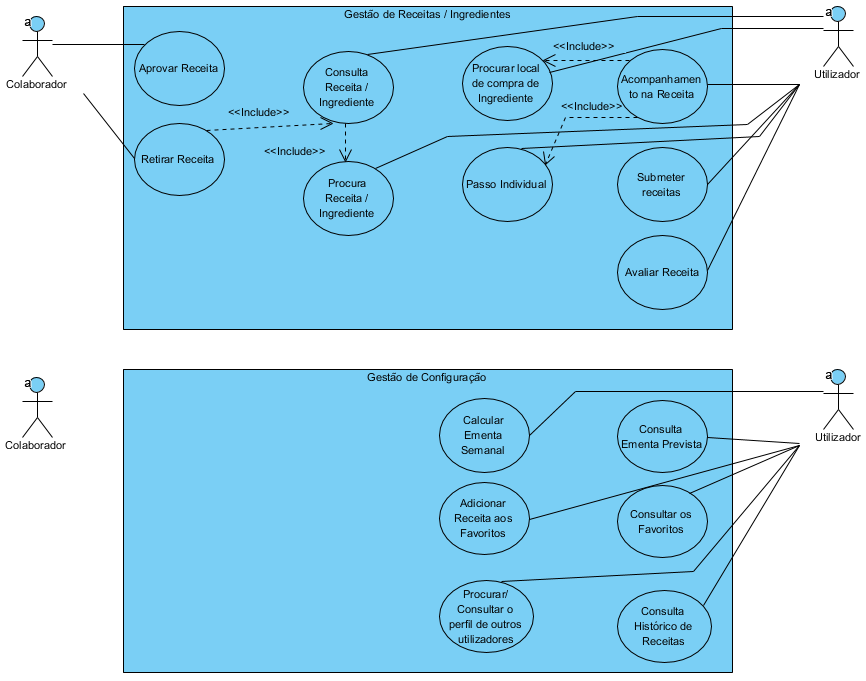 Gestão de Receitas / Ingredientes
a
Colaborador
a
Utilizador
Aprovar Receita
Consulta
Receita /
Ingrediente
Procurar local
de compra de
Ingrediente
<<Include>>
Acompanhamen
to na Receita
<<Include>>
<<Include>>
<<Include>>
Retirar Receita
Procura
Receita /
Ingrediente
Passo Individual
Submeter
receitas
Avaliar Receita
Gestão de Configuração
a
Colaborador
a
Utilizador
Calcular
Ementa
Semanal
Consulta
Ementa Prevista
Adicionar
Receita aos
Favoritos
Consultar os
Favoritos
Procurar/
Consultar o
perfil de outros
utilizadores
Consulta
Histórico de
Receitas